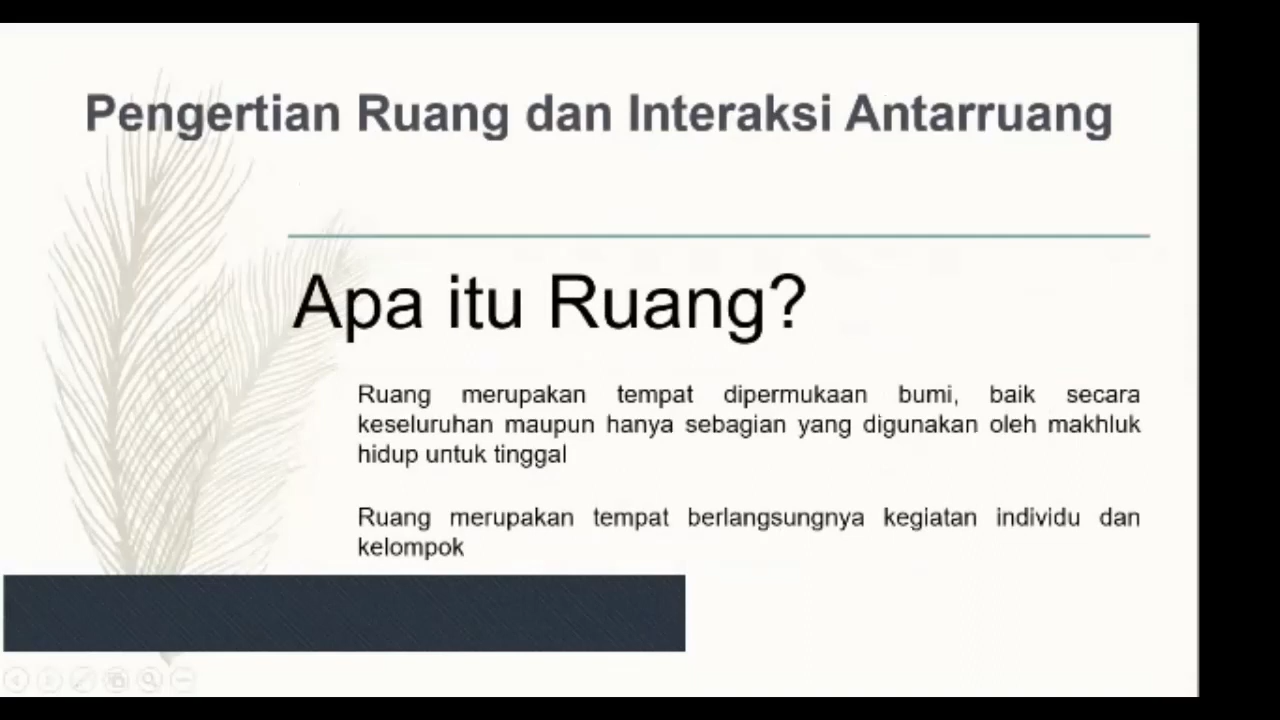 Pengertian Ruang dan Interaksi Antarruang
Apa itu Ruang?
Ruang merupakan tempat dipermukaan bumi, baik secara
keseluruhan maupun hanya sebagian yang digunakan oleh makhluk
hidup untuk tinggal
Ruang merupakan tempat berlangsungnya kegiatan individu dan
kelompok